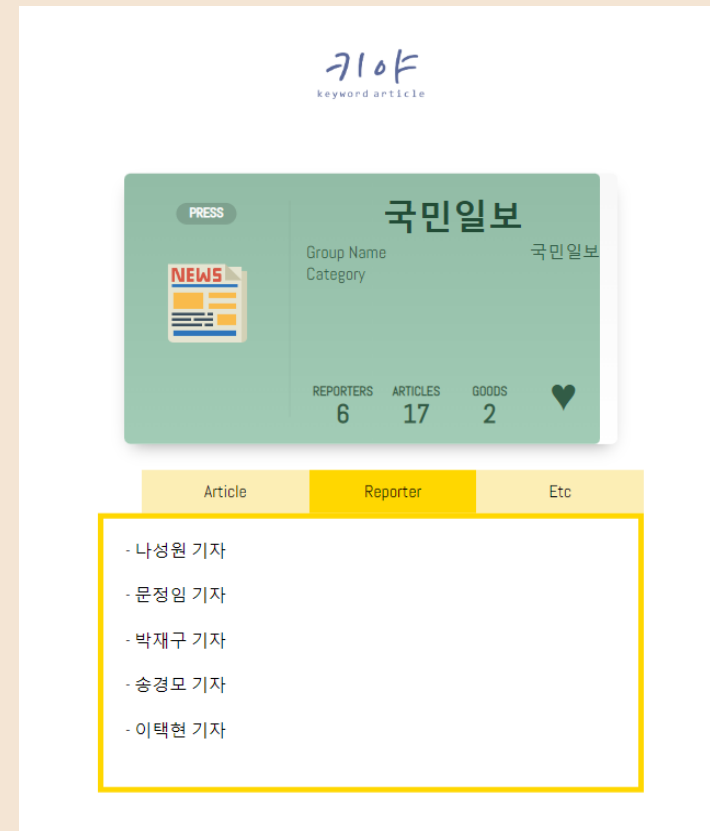 키야
keyword article
PRESS
NEWS
국민일보
Group Name 국민일보
Category
REPORTERS ARTICLES GOODS
6 17 2 ♥
Article Reporter Etc
- 나성원 기자
- 문정임 기자
- 박재구 기자
- 송경모 기자
- 이택현 기자